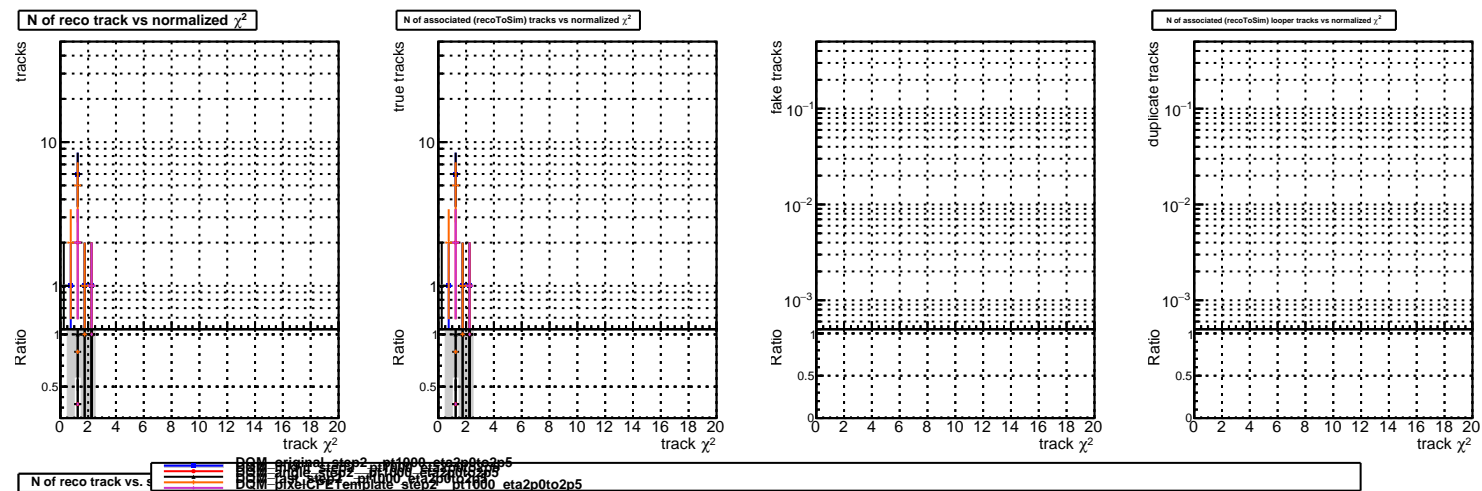 N of reco track vs normalized χ²
N of associated (recoToSim) tracks vs normalized χ²
N of associated (recoToSim) looper tracks vs normalized χ²
tracks
10
1
Ratio
1
0.5
0 2 4 6 8 10 12 14 16 18 20
track χ²
true tracks
10
1
Ratio
1
0.5
0 2 4 6 8 10 12 14 16 18 20
track χ²
fake tracks
10⁻¹
10⁻²
10⁻³
Ratio
1
0.5
0
0 2 4 6 8 10 12 14 16 18 20
track χ²
duplicate tracks
10⁻¹
10⁻²
10⁻³
Ratio
1
0.5
0
0 2 4 6 8 10 12 14 16 18 20
track χ²
N of reco track vs. s
DQM_original_step2__pt1000_eta2p0to2p5
DQM_pixelCPETemplate_step2__pt1000_eta2p0to2p5